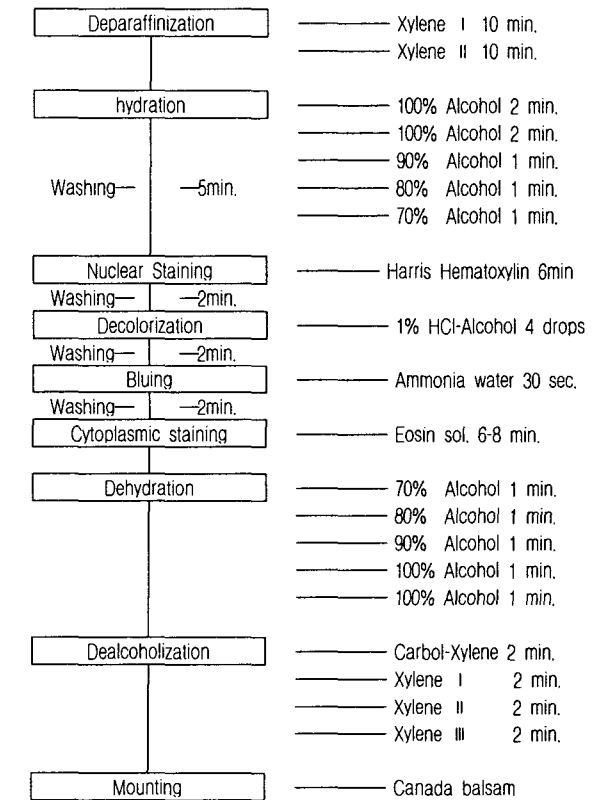 Deparaffinization Xylene I 10 min.
Xylene II 10 min.
hydration 100% Alcohol 2 min.
100% Alcohol 2 min.
90% Alcohol 1 min.
Washing 5min. 80% Alcohol 1 min.
70% Alcohol 1 min.
Nuclear Staining Harris Hematoxylin 6min
Washing 2min.
Decolorization 1% HCl-Alcohol 4 drops
Washing 2min.
Bluing Ammonia water 30 sec.
Washing 2min.
Cytoplasmic staining Eosin sol. 6-8 min.
Dehydration 70% Alcohol 1 min.
80% Alcohol 1 min.
90% Alcohol 1 min.
100% Alcohol 1 min.
100% Alcohol 1 min.
Dealcoholization Carbol-Xylene 2 min.
Xylene I 2 min.
Xylene II 2 min.
Xylene III 2 min.
Mounting Canada balsam